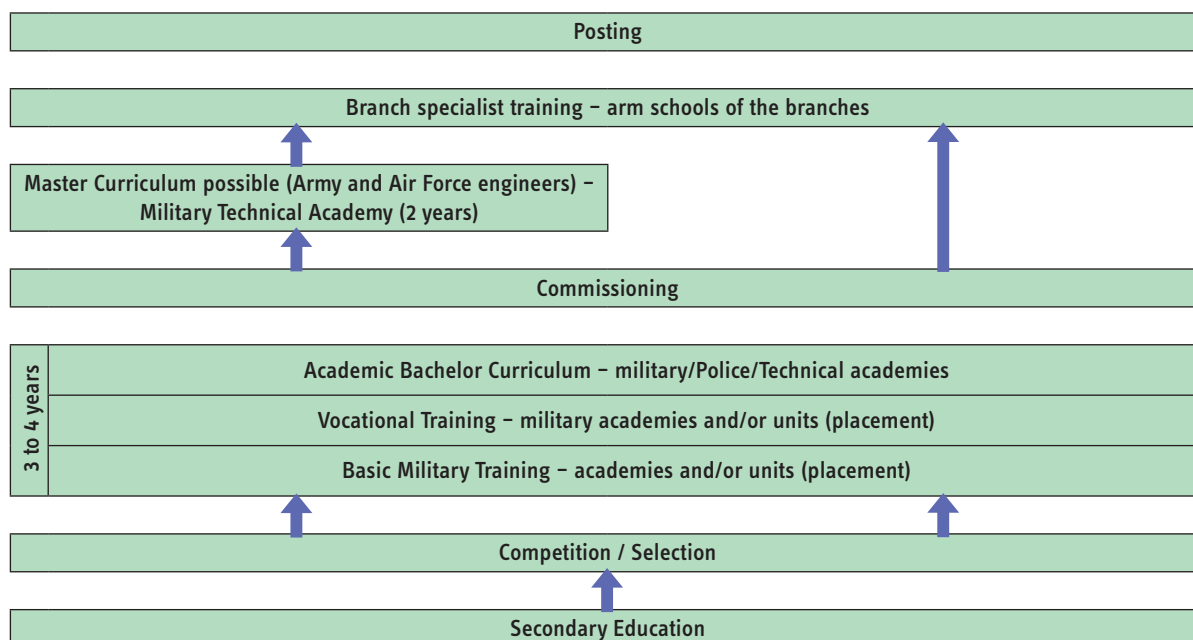 Posting
Branch specialist training – arm schools of the branches
Master Curriculum possible (Army and Air Force engineers) –
Military Technical Academy (2 years)
Commissioning
3 to 4 years
Academic Bachelor Curriculum – military/Police/Technical academies
Vocational Training – military academies and/or units (placement)
Basic Military Training – academies and/or units (placement)
Competition / Selection
Secondary Education